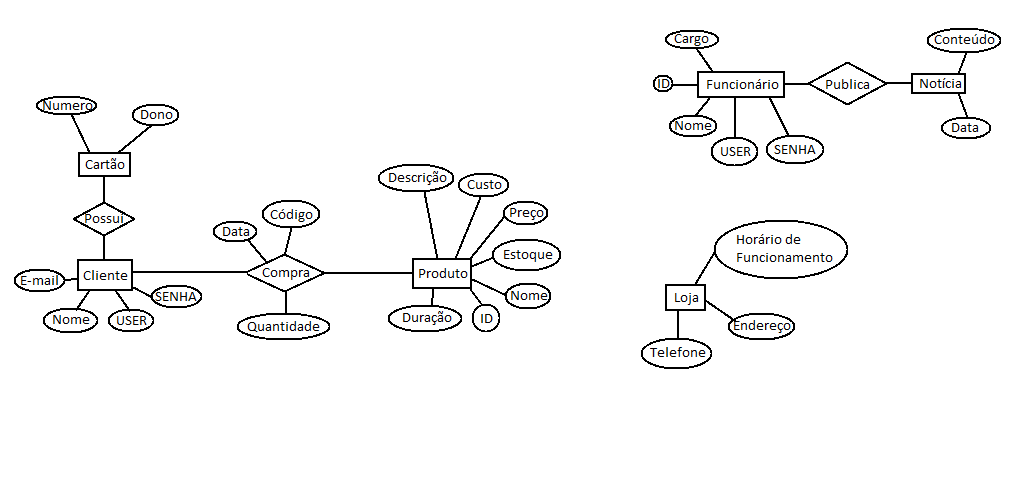 Cargo
Conteúdo
ID
Funcionário
Publica
Notícia
Nome
USER
SENHA
Data
Numero
Dono
Cartão
Possui
Descrição
Custo
Preço
Código
Data
Estoque
Cliente
Compra
Produto
E-mail
SENHA
Nome
USER
Quantidade
Duração
ID
Nome
Horário de
Funcionamento
Loja
Endereço
Telefone